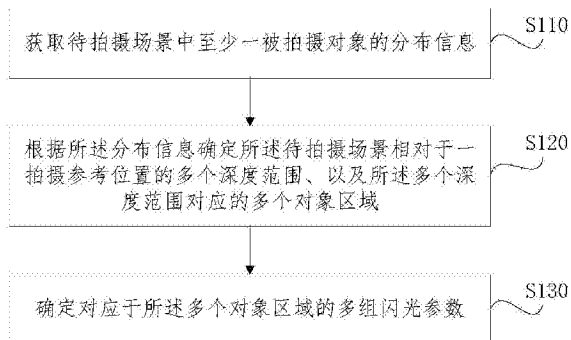 S110
获取待拍摄场景中至少一被拍摄对象的分布信息
S120
根据所述分布信息确定所述待拍摄场景相对于一
拍摄参考位置的多个深度范围、以及所述多个深
度范围对应的多个对象区域
S130
确定对应于所述多个对象区域的多组闪光参数